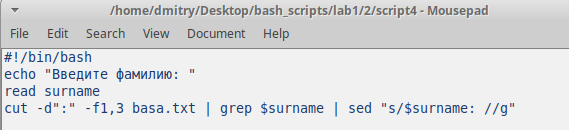 /home/dmitry/Desktop/bash_scripts/lab1/2/script4 - Mousepad
File Edit Search View Document Help
#!/bin/bash
echo "Введите фамилию: "
read surname
cut -d":" -f1,3 basa.txt | grep $surname | sed "s/$surname: //g"